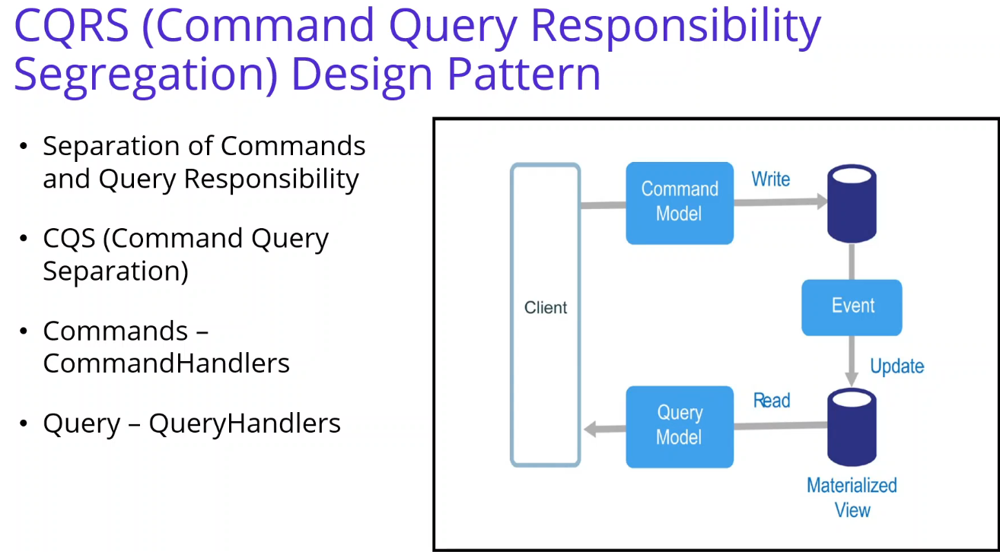 CQRS (Command Query Responsibility
Segregation) Design Pattern
• Separation of Commands
and Query Responsibility
• CQS (Command Query
Separation)
• Commands –
CommandHandlers
• Query – QueryHandlers
Client
Command
Model
Write
Event
Update
Query
Model
Read
Materialized
View